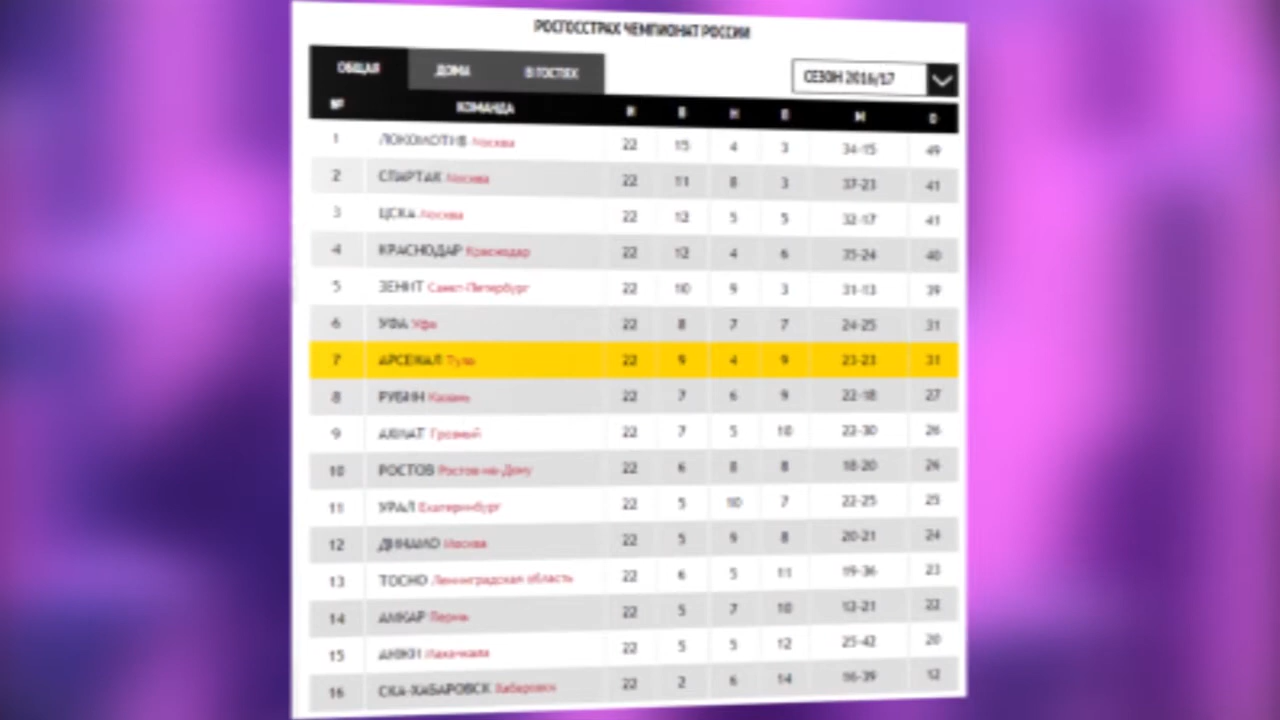 РОСГОССТРАХ ЧЕМПИОНАТ РОССИИ
ОБЩАЯ ДОМА В ГОСТЯХ СЕЗОН 2016/17
№ КОМАНДА И В Н П М О
1 ЛОКОМОТИВ Москва 22 15 4 3 34-15 49
2 СПАРТАК Москва 22 11 8 3 37-23 41
3 ЦСКА Москва 22 12 5 5 32-17 41
4 КРАСНОДАР Краснодар 22 12 4 6 35-24 40
5 ЗЕНИТ Санкт-Петербург 22 10 9 3 31-13 39
6 УФА Уфа 22 8 7 7 24-25 31
7 АРСЕНАЛ Тула 22 9 4 9 23-23 31
8 РУБИН Казань 22 7 6 9 22-18 27
9 АХМАТ Грозный 22 7 5 10 22-30 26
10 РОСТОВ Ростов-на-Дону 22 6 8 8 18-20 26
11 УРАЛ Екатеринбург 22 5 10 7 22-25 25
12 ДИНАМО Москва 22 5 9 8 20-21 24
13 ТОСНО Ленинградская область 22 6 5 11 19-36 23
14 АМКАР Пермь 22 5 7 10 12-21 22
15 АНЖИ Махачкала 22 5 5 12 25-42 20
16 СКА-ХАБАРОВСК Хабаровск 22 2 6 14 16-39 12